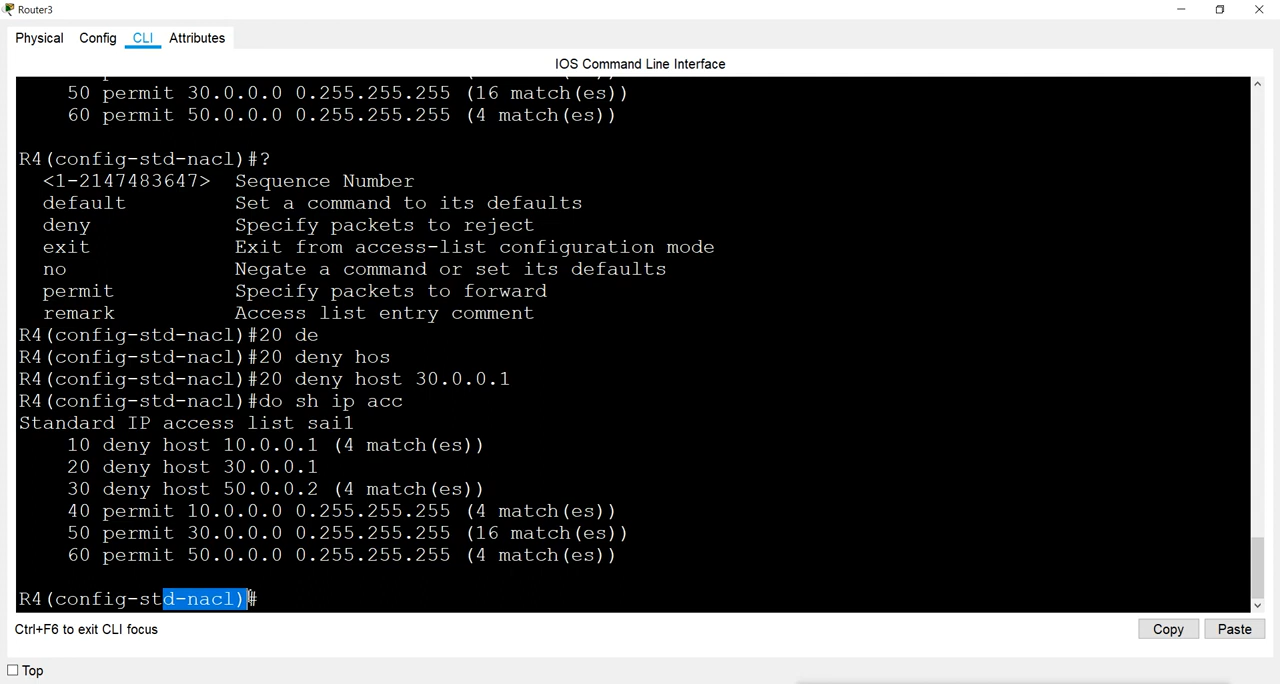 Router3
Physical Config CLI Attributes
IOS Command Line Interface
50 permit 30.0.0.0 0.255.255.255 (16 match(es))
60 permit 50.0.0.0 0.255.255.255 (4 match(es))
R4(config-std-nacl)#?
<1-2147483647> Sequence Number
default Set a command to its defaults
deny Specify packets to reject
exit Exit from access-list configuration mode
no Negate a command or set its defaults
permit Specify packets to forward
remark Access list entry comment
R4(config-std-nacl)#20 de
R4(config-std-nacl)#20 deny hos
R4(config-std-nacl)#20 deny host 30.0.0.1
R4(config-std-nacl)#do sh ip acc
Standard IP access list sai1
10 deny host 10.0.0.1 (4 match(es))
20 deny host 30.0.0.1
30 deny host 50.0.0.2 (4 match(es))
40 permit 10.0.0.0 0.255.255.255 (4 match(es))
50 permit 30.0.0.0 0.255.255.255 (16 match(es))
60 permit 50.0.0.0 0.255.255.255 (4 match(es))
R4(config-std-nacl)#
Ctrl+F6 to exit CLI focus
Copy Paste
Top